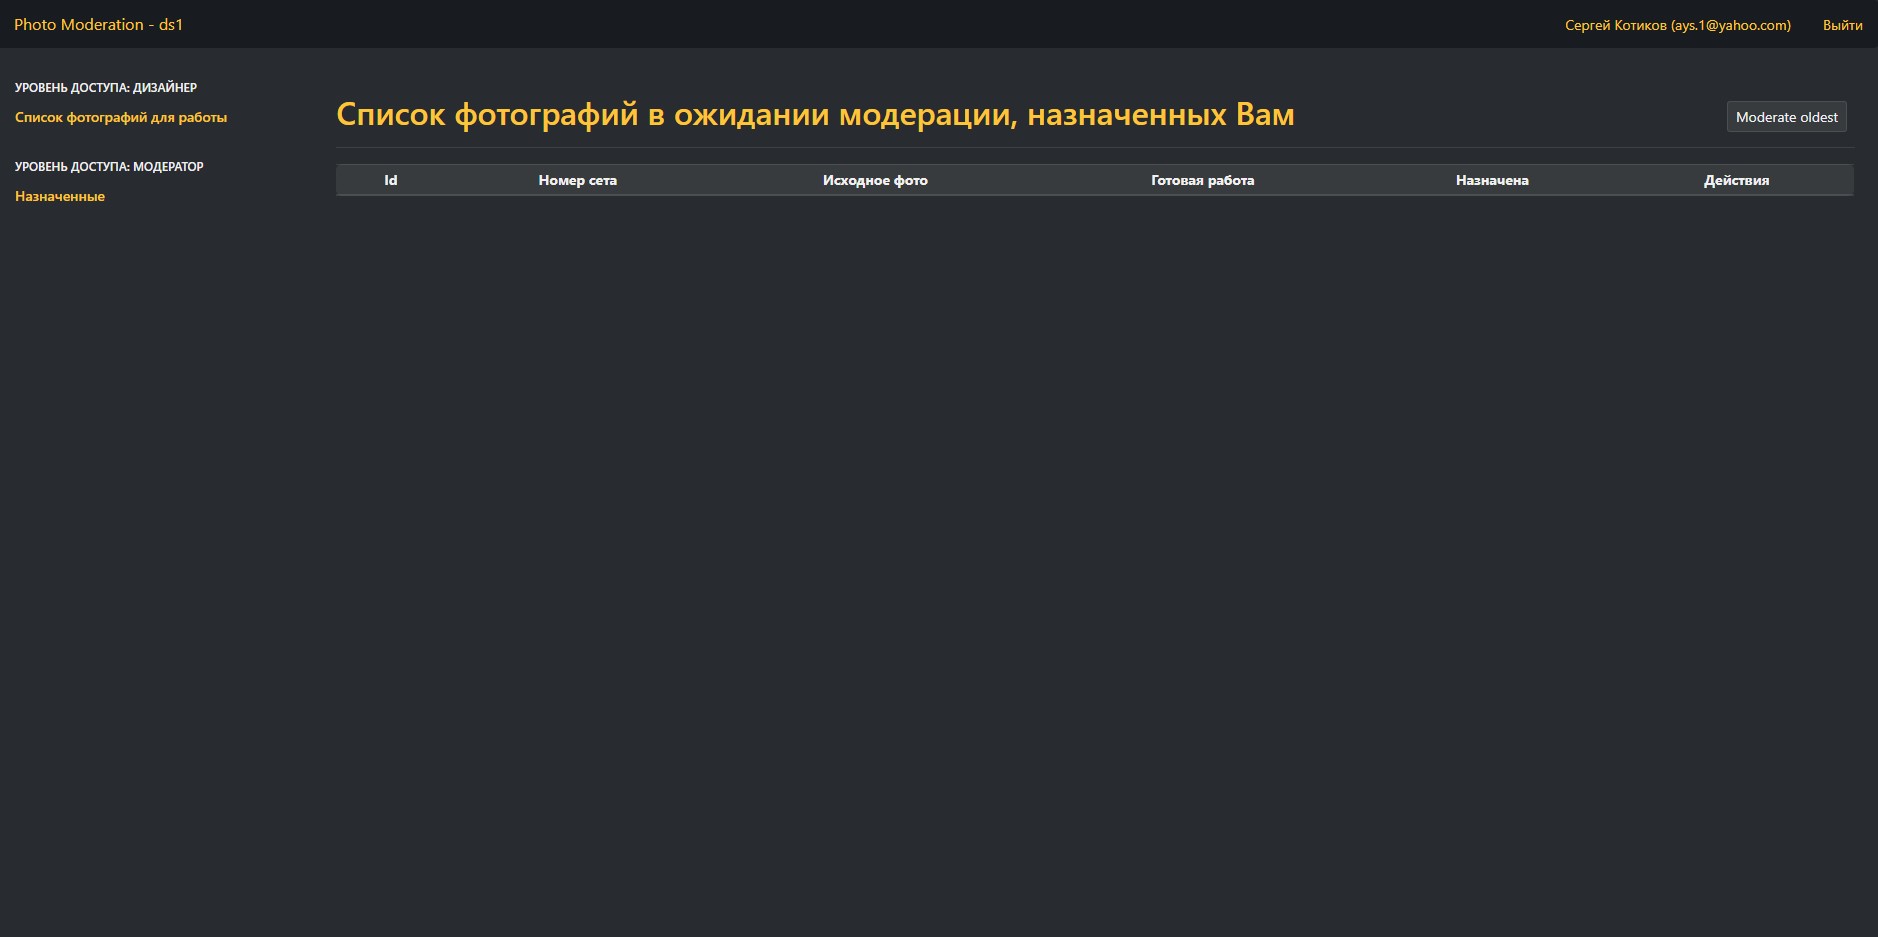 Photo Moderation - ds1
Сергей Котиков (ays.1@yahoo.com)
Выйти
УРОВЕНЬ ДОСТУПА: ДИЗАЙНЕР
Список фотографий для работы
УРОВЕНЬ ДОСТУПА: МОДЕРАТОР
Назначенные
Список фотографий в ожидании модерации, назначенных Вам
Moderate oldest
Id Номер сета Исходное фото Готовая работа Назначена Действия